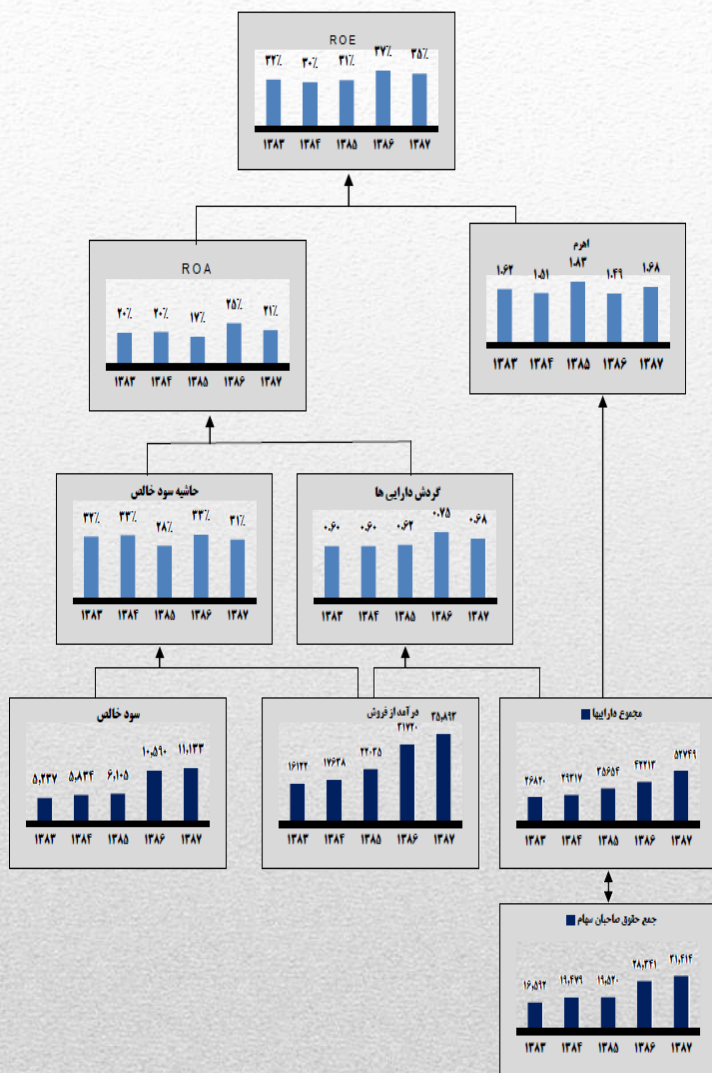 ROE
۳۲٪ ۳۰٪ ۳۱٪ ۳۷٪ ۳۵٪
۱۳۸۳ ۱۳۸۴ ۱۳۸۵ ۱۳۸۶ ۱۳۸۷
ROA
۲۰٪ ۲۰٪ ۱۷٪ ۲۵٪ ۲۱٪
۱۳۸۳ ۱۳۸۴ ۱۳۸۵ ۱۳۸۶ ۱۳۸۷
اهرم
۱.۶۲ ۱.۵۱ ۱.۸۳ ۱.۴۹ ۱.۶۸
۱۳۸۳ ۱۳۸۴ ۱۳۸۵ ۱۳۸۶ ۱۳۸۷
حاشیه سود خالص
۳۲٪ ۳۳٪ ۲۸٪ ۳۳٪ ۳۱٪
۱۳۸۳ ۱۳۸۴ ۱۳۸۵ ۱۳۸۶ ۱۳۸۷
گردش دارایی ها
۰.۶۰ ۰.۶۰ ۰.۶۲ ۰.۷۵ ۰.۶۸
۱۳۸۳ ۱۳۸۴ ۱۳۸۵ ۱۳۸۶ ۱۳۸۷
سود خالص
۵,۲۳۷ ۵,۸۳۴ ۶,۱۰۵ ۱۰,۵۹۰ ۱۱,۱۳۳
۱۳۸۳ ۱۳۸۴ ۱۳۸۵ ۱۳۸۶ ۱۳۸۷
درآمد از فروش
۱۶۱۲۲ ۱۷۶۳۸ ۲۲۰۳۵ ۳۱۷۲۰ ۳۵,۸۹۳
۱۳۸۳ ۱۳۸۴ ۱۳۸۵ ۱۳۸۶ ۱۳۸۷
مجموع داراییها
۲۶۸۲۰ ۲۹۳۱۷ ۳۵۶۵۴ ۴۲۲۱۳ ۵۲۷۴۹
۱۳۸۳ ۱۳۸۴ ۱۳۸۵ ۱۳۸۶ ۱۳۸۷
جمع حقوق صاحبان سهام
۱۶,۵۹۲ ۱۹,۴۷۹ ۱۹,۵۲۰ ۲۸,۳۴۱ ۳۱,۴۱۴
۱۳۸۳ ۱۳۸۴ ۱۳۸۵ ۱۳۸۶ ۱۳۸۷